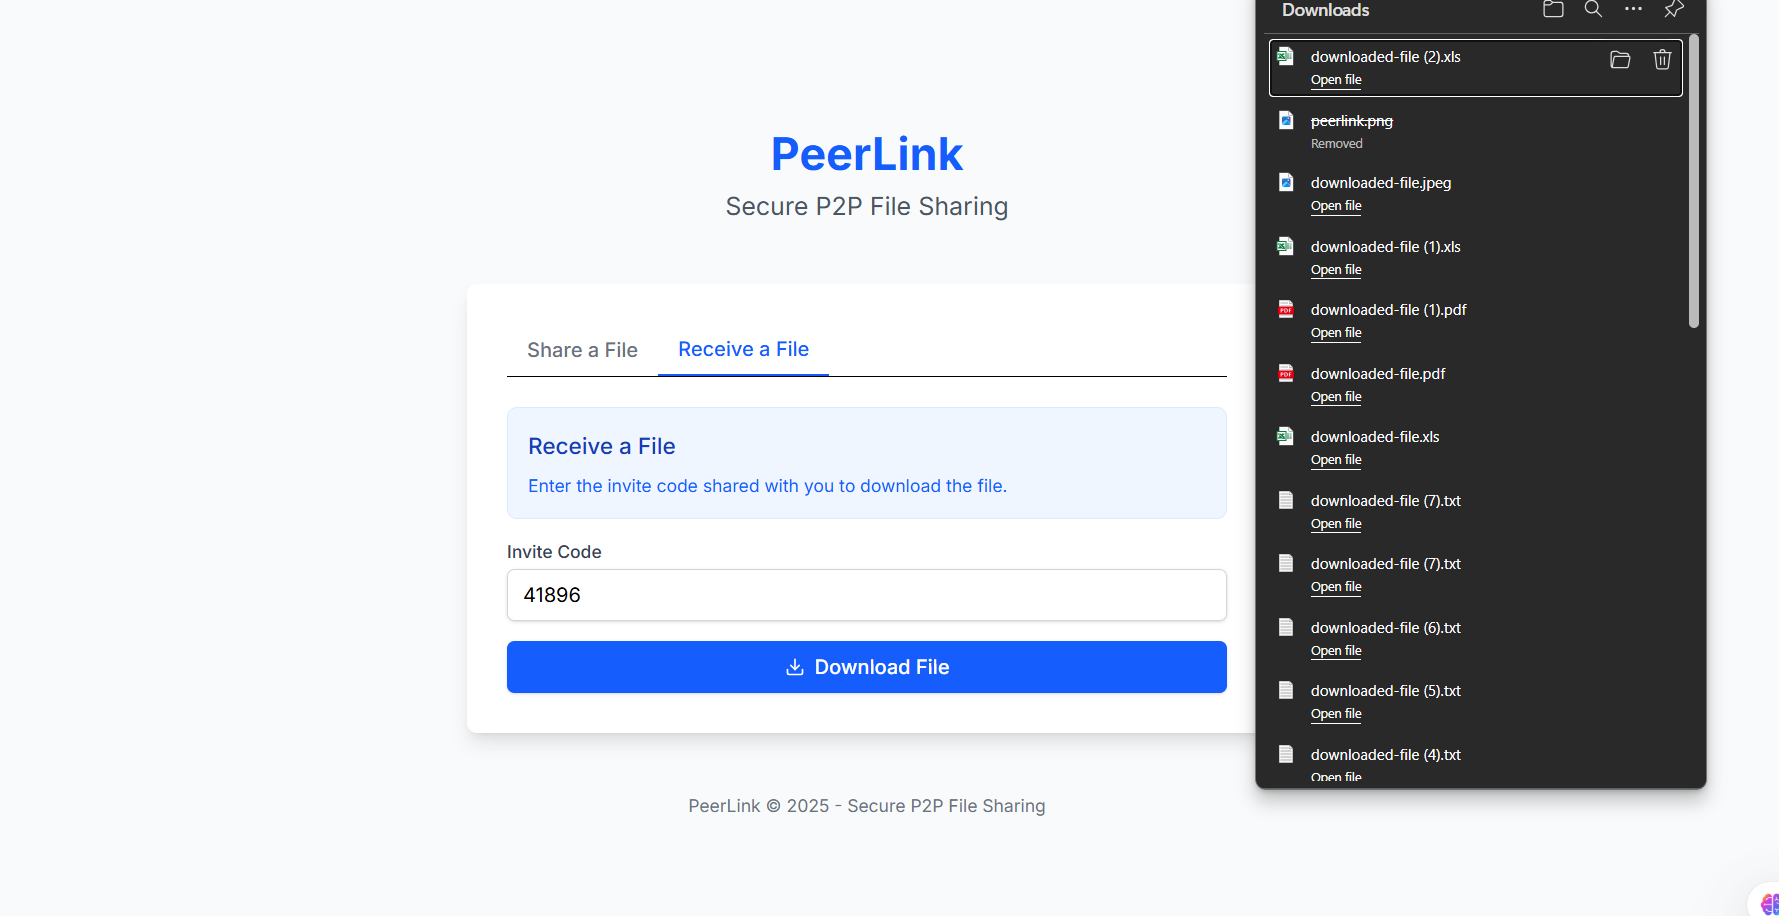 PeerLink
Secure P2P File Sharing
Share a File
Receive a File
Receive a File
Enter the invite code shared with you to download the file.
Invite Code
41896
Download File
PeerLink © 2025 - Secure P2P File Sharing
Downloads
downloaded-file (2).xls
Open file
peerlink.png
Removed
downloaded-file.jpeg
Open file
downloaded-file (1).xls
Open file
downloaded-file (1).pdf
Open file
downloaded-file.pdf
Open file
downloaded-file.xls
Open file
downloaded-file (7).txt
Open file
downloaded-file (7).txt
Open file
downloaded-file (6).txt
Open file
downloaded-file (5).txt
Open file
downloaded-file (4).txt
Open file